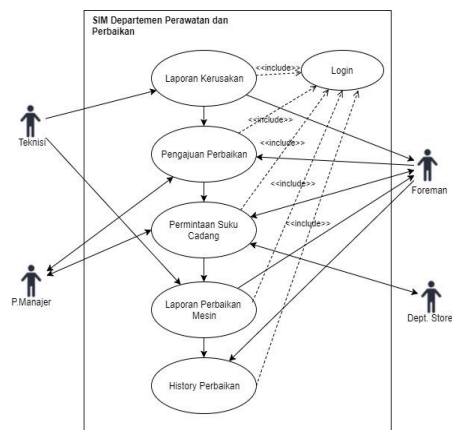 SIM Departemen Perawatan dan
Perbaikan
Laporan Kerusakan
<<include>>
Login
Teknisi
<<include>>
Pengajuan Perbaikan
<<include>>
Foreman
<<include>>
Permintaan Suku
Cadang
<<include>>
P.Manajer
Laporan Perbaikan
Mesin
Dept. Store
History Perbaikan